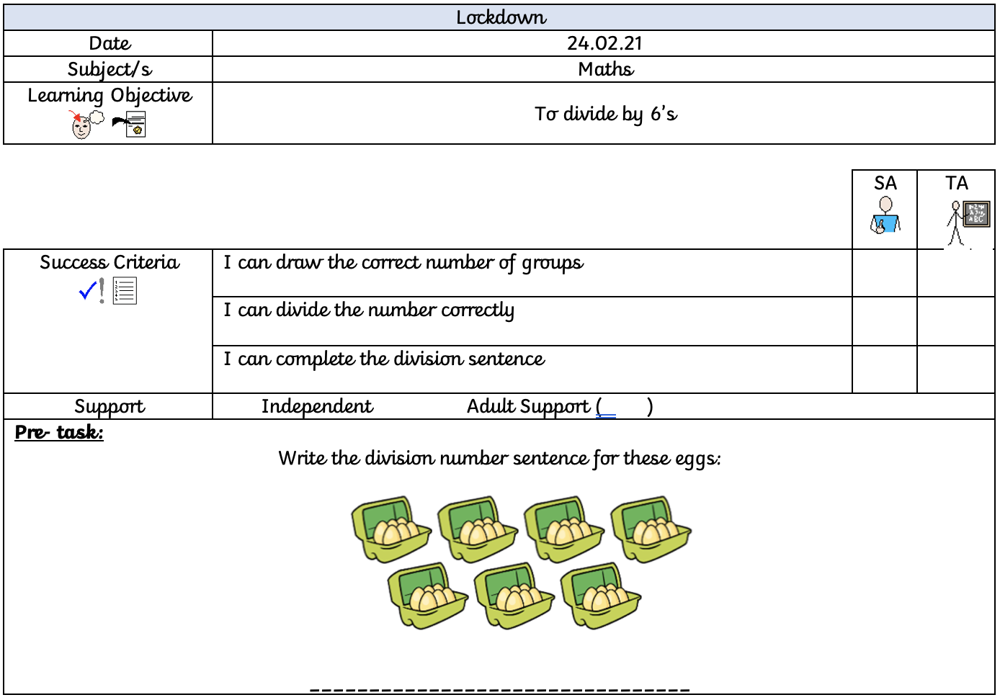 Lockdown
Date 24.02.21
Subject/s Maths
Learning Objective
To divide by 6's
SA TA
Success Criteria
I can draw the correct number of groups
I can divide the number correctly
I can complete the division sentence
Support Independent Adult Support (__ )
Pre- task:
Write the division number sentence for these eggs:
________________________________